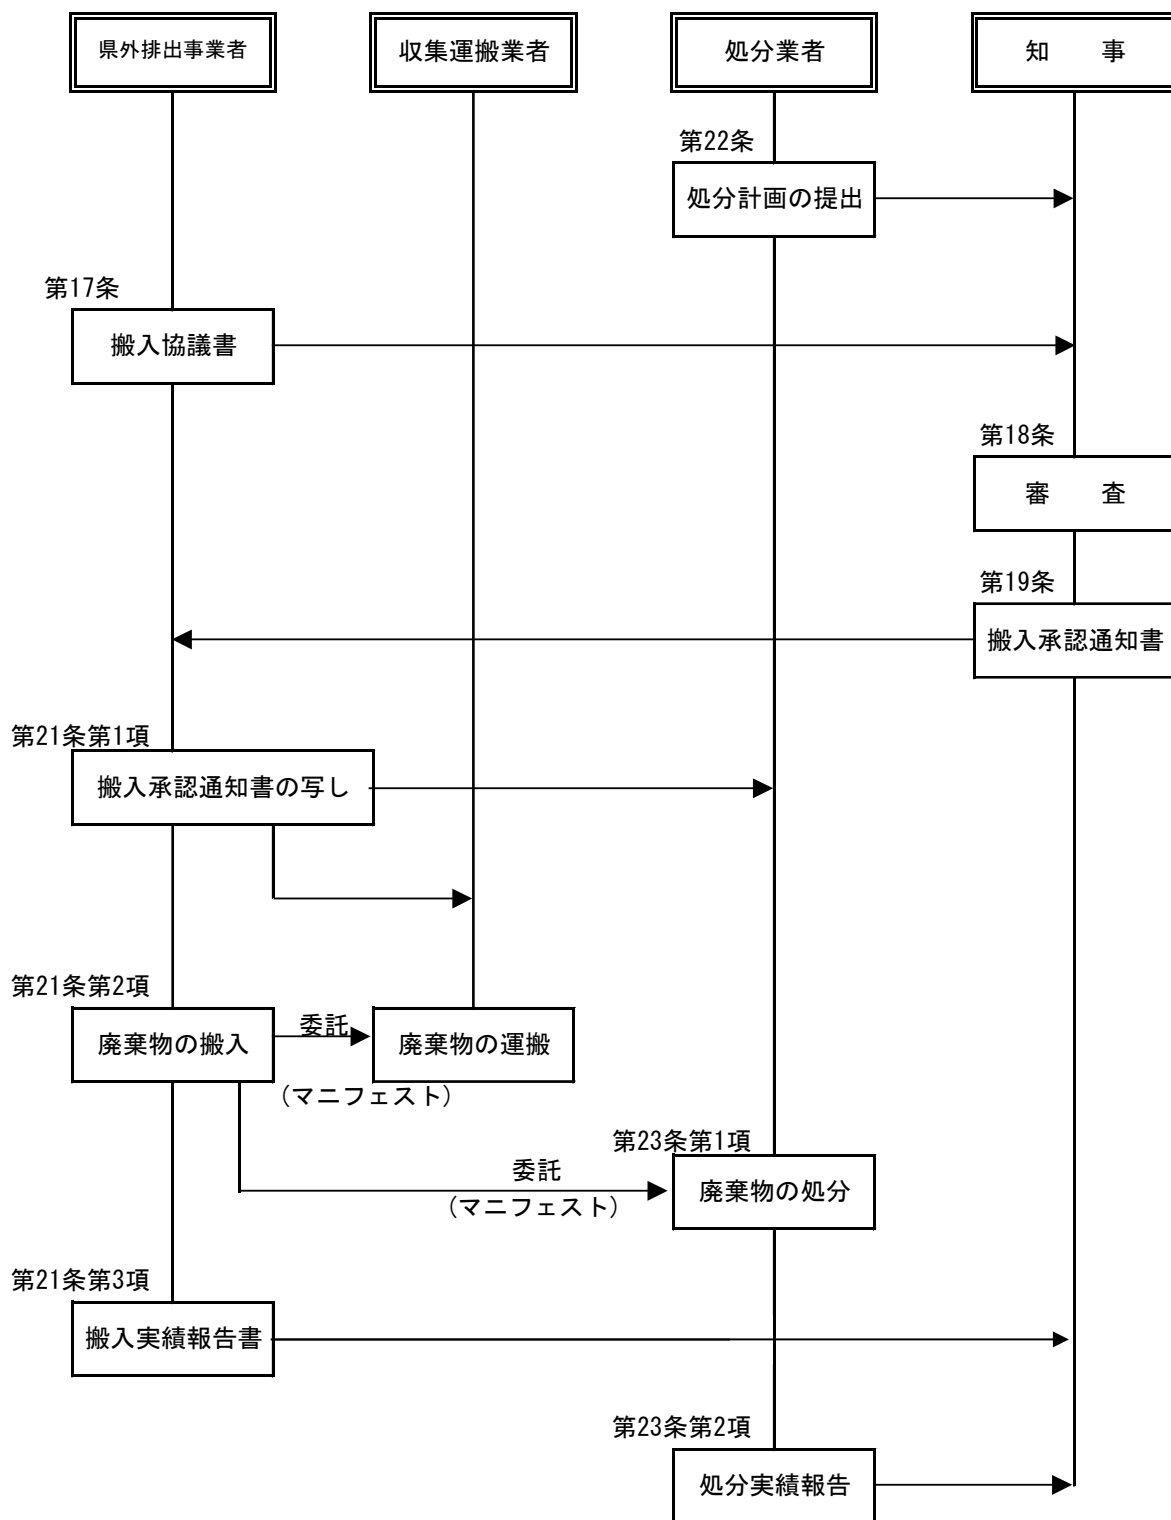 県外排出事業者
収集運搬業者
処分業者
知　　事
第22条
処分計画の提出
第17条
搬入協議書
第18条
審　　査
第19条
搬入承認通知書
第21条第1項
搬入承認通知書の写し
第21条第2項
廃棄物の搬入
委託
廃棄物の運搬
(マニフェスト)
第23条第1項
委託
廃棄物の処分
(マニフェスト)
第21条第3項
搬入実績報告書
第23条第2項
処分実績報告